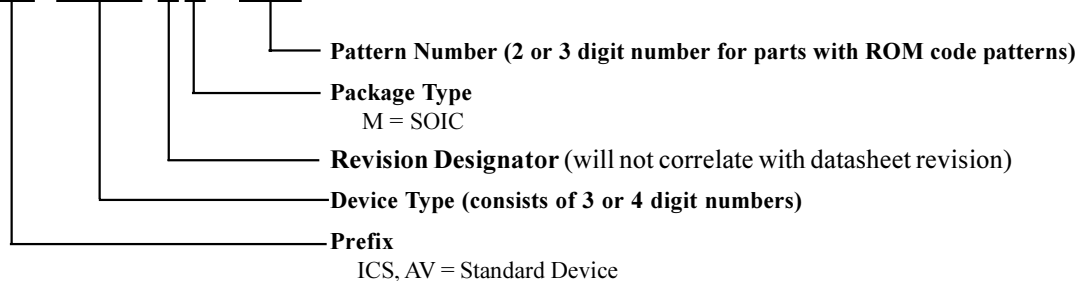 Pattern Number (2 or 3 digit number for parts with ROM code patterns)
Package Type
M = SOIC
Revision Designator (will not correlate with datasheet revision)
Device Type (consists of 3 or 4 digit numbers)
Prefix
ICS, AV = Standard Device